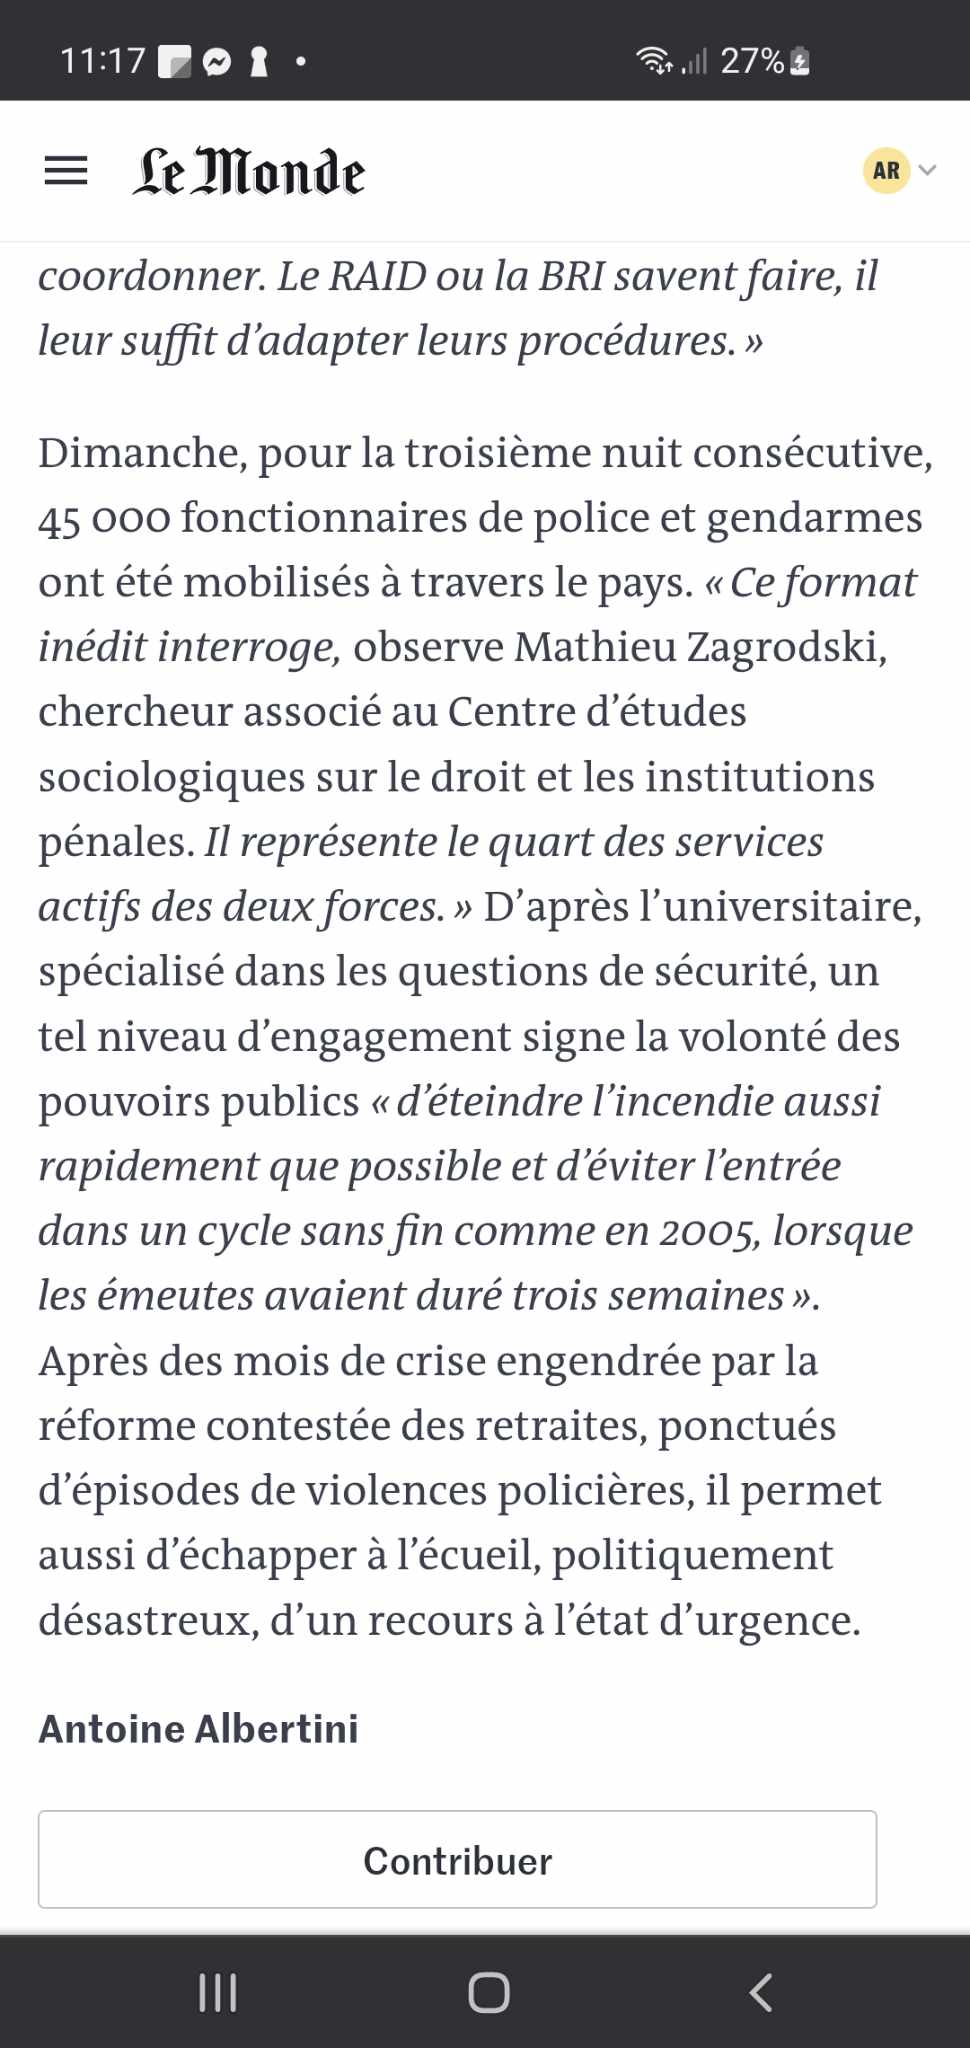 11:17
27%
Le Monde
AR
coordonner. Le RAID ou la BRI savent faire, il
leur suffit d’adapter leurs procédures. »
Dimanche, pour la troisième nuit consécutive,
45 000 fonctionnaires de police et gendarmes
ont été mobilisés à travers le pays. « Ce format
inédit interroge, observe Mathieu Zagrodski,
chercheur associé au Centre d’études
sociologiques sur le droit et les institutions
pénales. Il représente le quart des services
actifs des deux forces. » D’après l’universitaire,
spécialisé dans les questions de sécurité, un
tel niveau d’engagement signe la volonté des
pouvoirs publics « d’éteindre l’incendie aussi
rapidement que possible et d’éviter l’entrée
dans un cycle sans fin comme en 2005, lorsque
les émeutes avaient duré trois semaines ».
Après des mois de crise engendrée par la
réforme contestée des retraites, ponctués
d’épisodes de violences policières, il permet
aussi d’échapper à l’écueil, politiquement
désastreux, d’un recours à l’état d’urgence.
Antoine Albertini
Contribuer